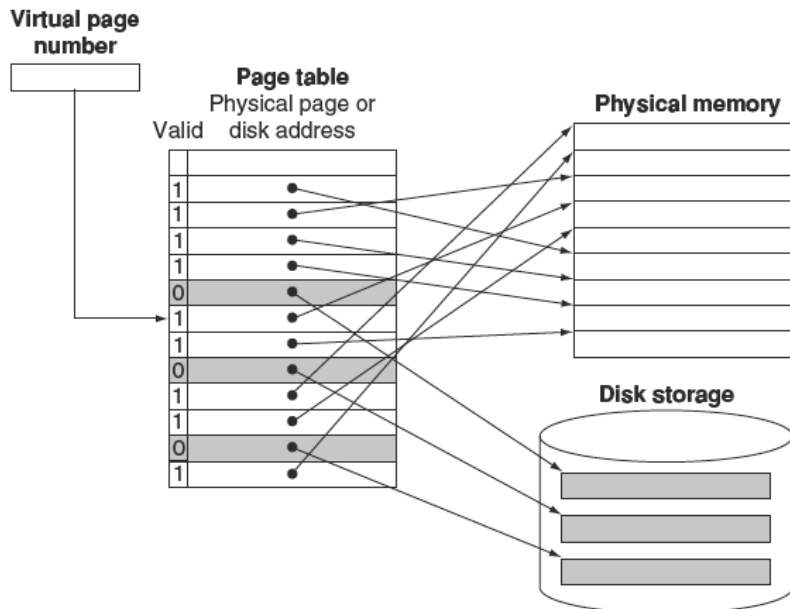 Virtual page
number
Page table
Physical page or
Valid disk address
Physical memory
1
1
1
1
0
1
1
0
1
1
0
1
Disk storage